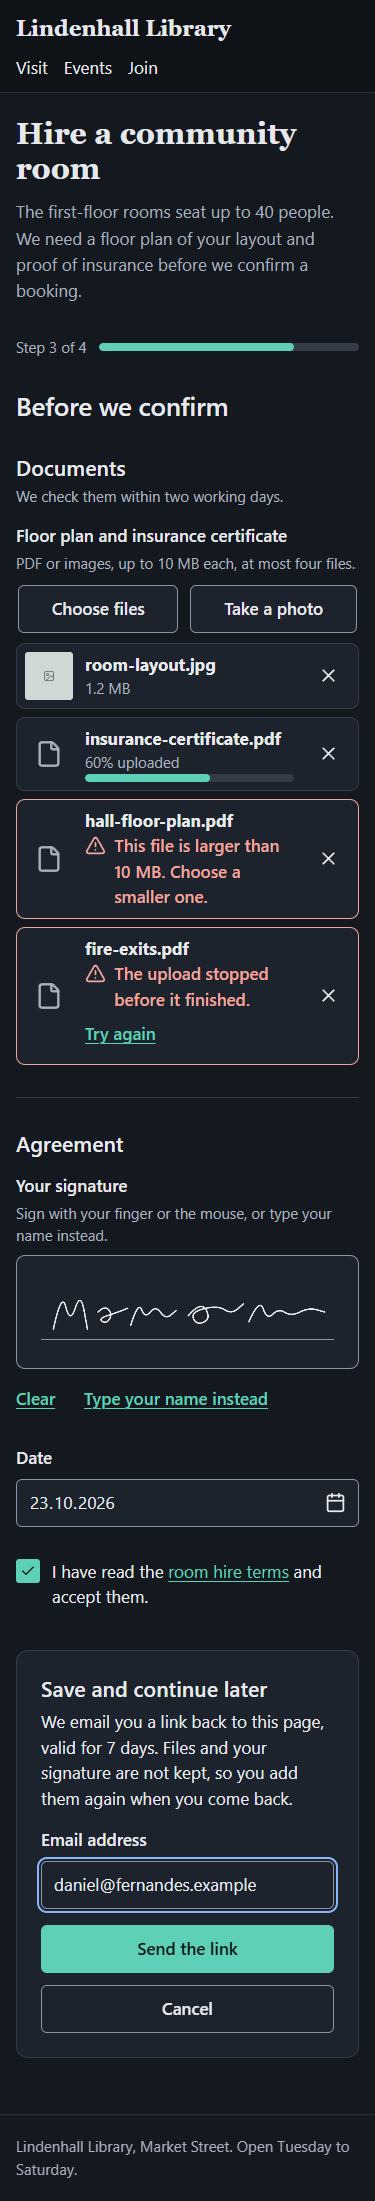 Lindenhall Library
Visit Events Join
Hire a community
room
The first-floor rooms seat up to 40 people.
We need a floor plan of your layout and
proof of insurance before we confirm a
booking.
Step 3 of 4
Before we confirm
Documents
We check them within two working days.
Floor plan and insurance certificate
PDF or images, up to 10 MB each, at most four files.
Choose files
Take a photo
room-layout.jpg
1.2 MB
insurance-certificate.pdf
60% uploaded
hall-floor-plan.pdf
This file is larger than
10 MB. Choose a
smaller one.
fire-exits.pdf
The upload stopped
before it finished.
Try again
Agreement
Your signature
Sign with your finger or the mouse, or type your
name instead.
Clear
Type your name instead
Date
23.10.2026
I have read the room hire terms and
accept them.
Save and continue later
We email you a link back to this page,
valid for 7 days. Files and your
signature are not kept, so you add
them again when you come back.
Email address
daniel@fernandes.example
Send the link
Cancel
Lindenhall Library, Market Street. Open Tuesday to
Saturday.